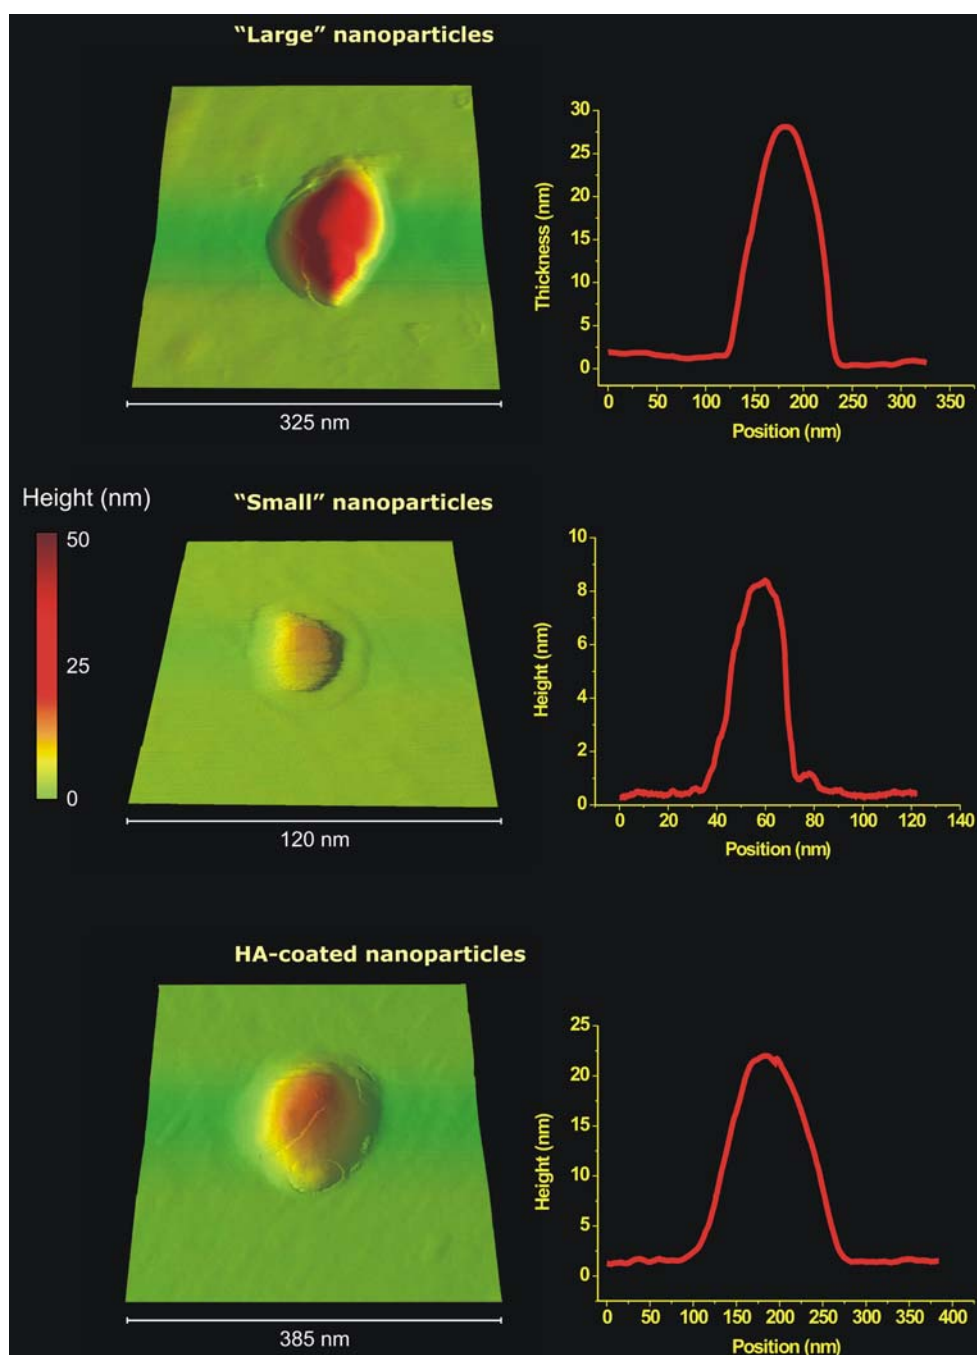 “Large” nanoparticles
30
25
20
15
10
5
0
Thickness (nm)
0 50 100 150 200 250 300 350
Position (nm)
325 nm
Height (nm)
50
25
0
“Small” nanoparticles
10
8
6
4
2
0
Height (nm)
0 20 40 60 80 100 120 140
Position (nm)
120 nm
HA-coated nanoparticles
25
20
15
10
5
0
Height (nm)
0 50 100 150 200 250 300 350 400
Position (nm)
385 nm